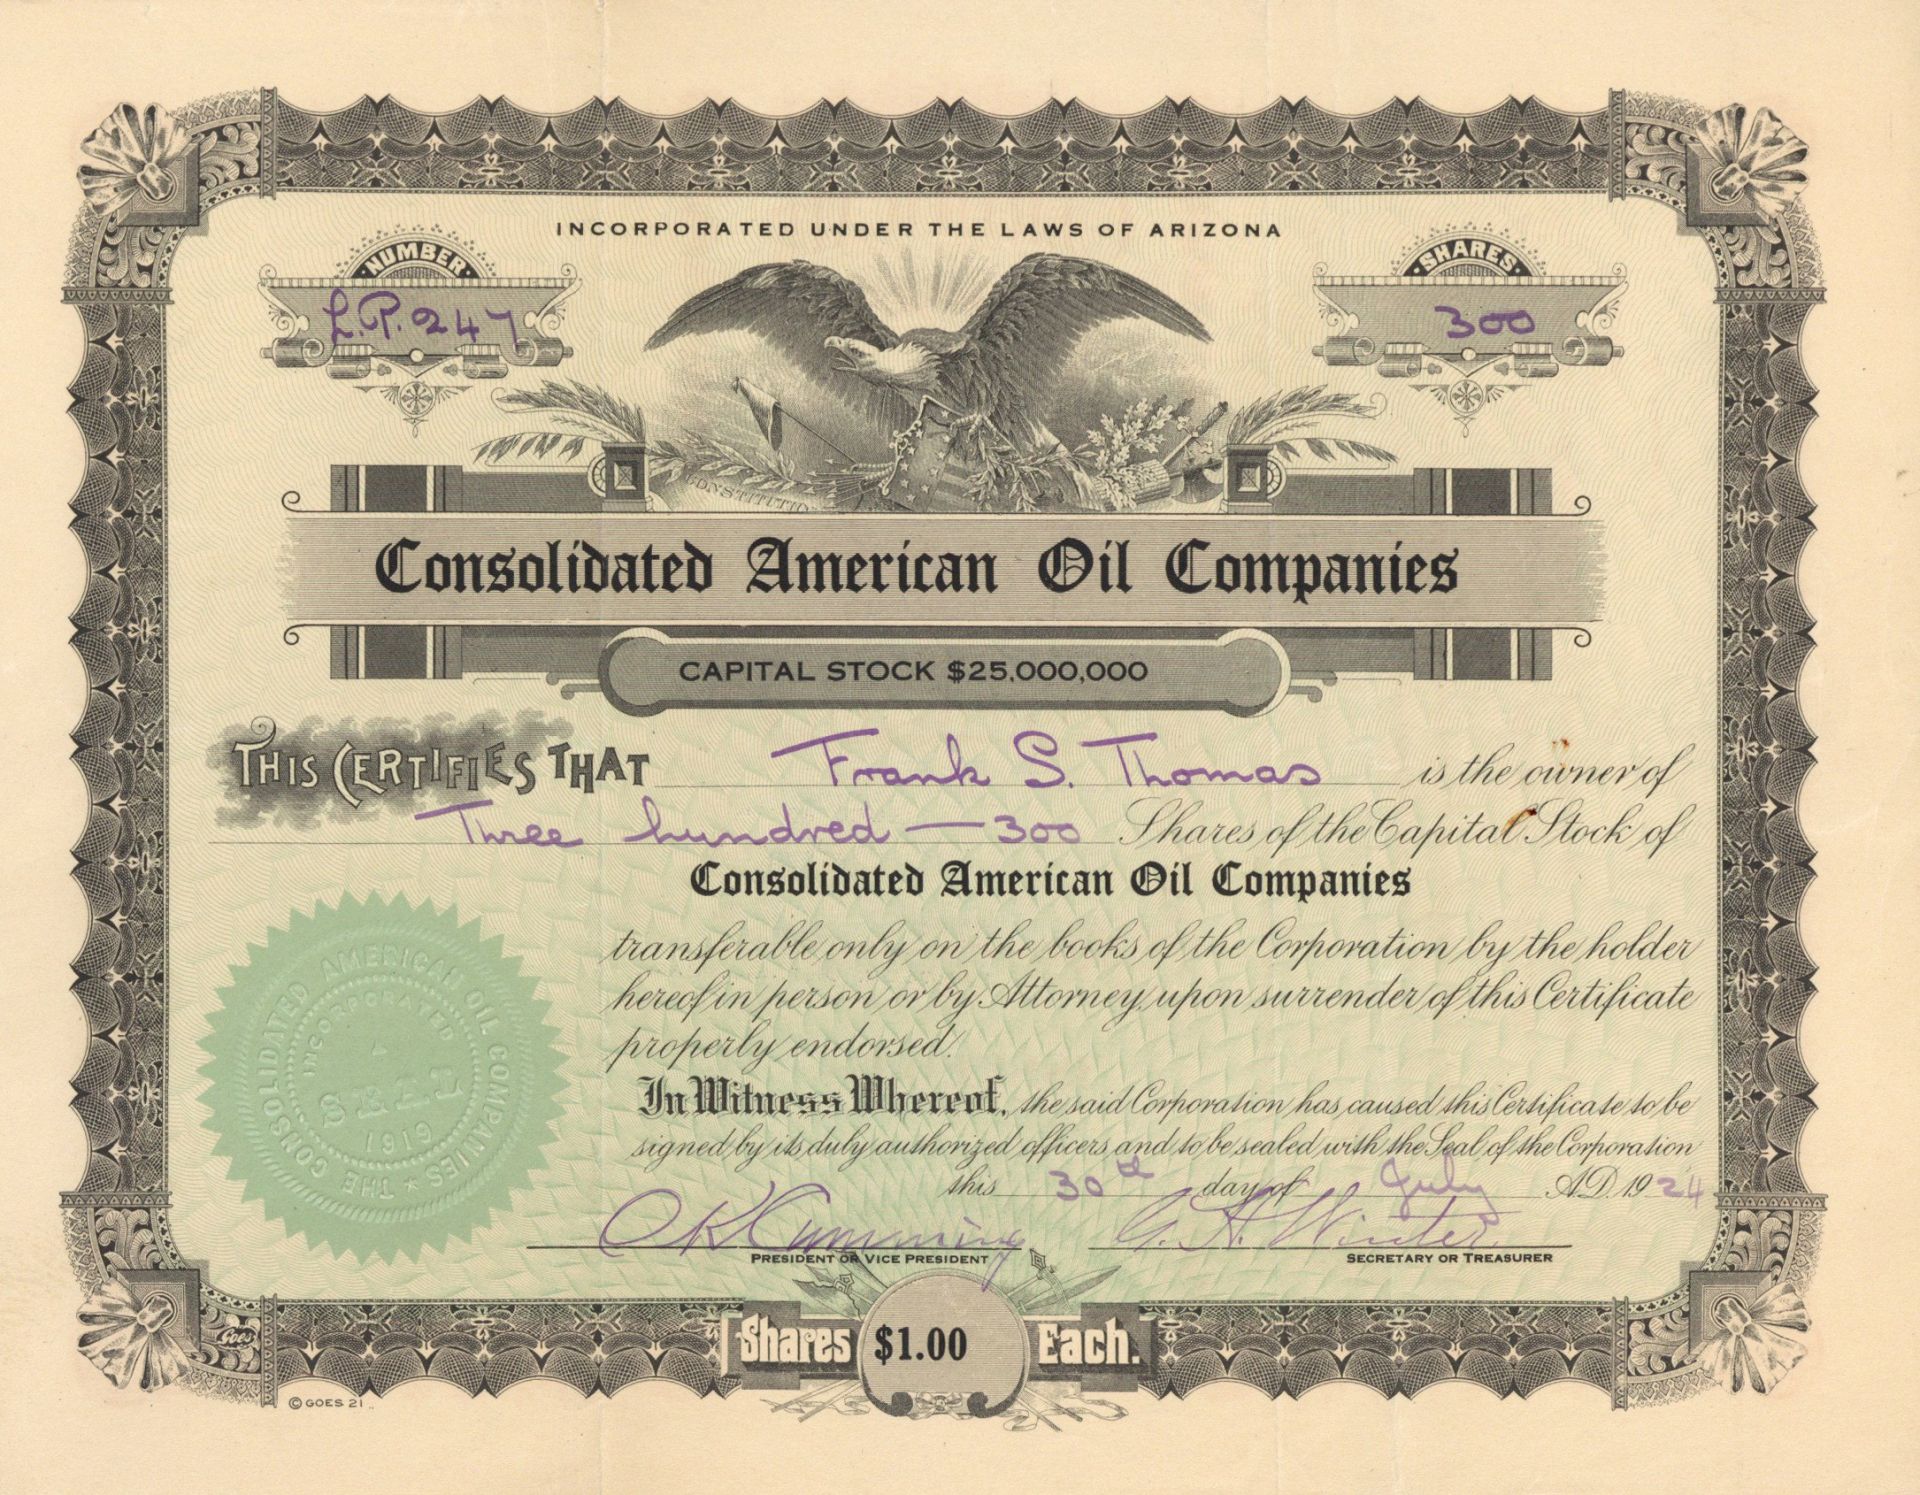 INCORPORATED UNDER THE LAWS OF ARIZONA
NUMBER
SHARES
L.P. 247
300
CONSTITUTIO
Consolidated American Oil Companies
CAPITAL STOCK $25,000,000
THIS CERTIFIES THAT Frank S. Thomas is the owner of
Three hundred — 300 Shares of the Capital Stock of
Consolidated American Oil Companies
transferable only on the books of the Corporation by the holder
hereof in person or by Attorney upon surrender of this Certificate
properly endorsed.
In Witness Whereof, the said Corporation has caused this Certificate to be
signed by its duly authorized officers and to be sealed with the Seal of the Corporation
this 30th day of July A.D. 1924
THE CONSOLIDATED AMERICAN OIL COMPANIES
INCORPORATED
SEAL
1919
G. H. Winter
PRESIDENT OR VICE PRESIDENT
SECRETARY OR TREASURER
Shares $1.00 Each.
Goes
© GOES 21